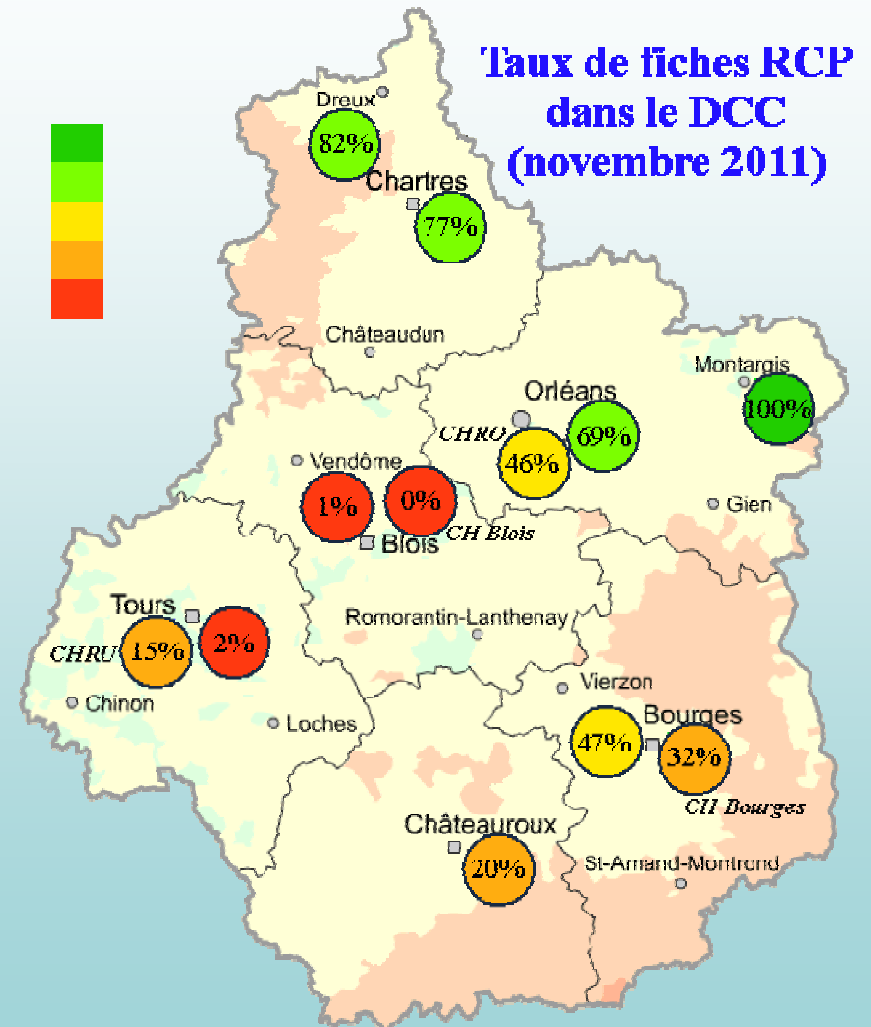 Taux de fiches RCP
dans le DCC
(novembre 2011)
Dreux
82%
Chartres
77%
Châteaudun
Montargis
100%
Orléans
CHRO
69%
46%
Vendôme
Gien
1%
0%
CH Blois
Blois
Tours
Romorantin-Lanthenay
CHRU
15%
2%
Vierzon
Chinon
Loches
Bourges
47%
32%
CH Bourges
Châteauroux
20%
St-Amand-Montrond